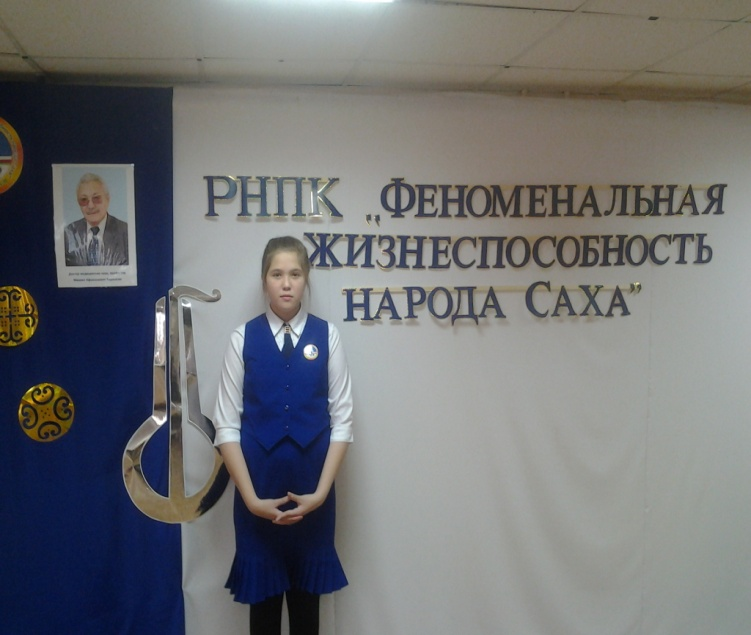 РНПК „ФЕНОМЕНАЛЬНАЯ
ЖИЗНЕСПОСОБНОСТЬ
НАРОДА САХА”